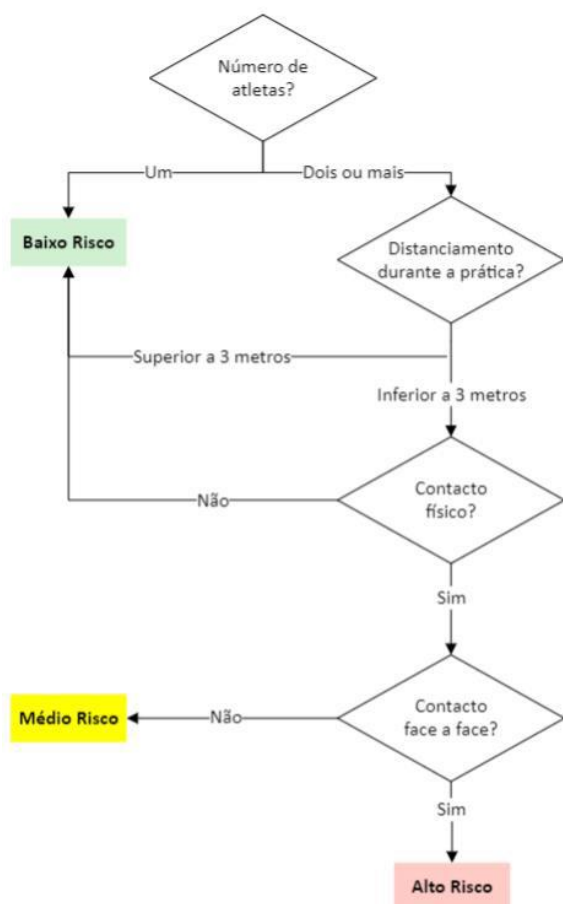 Número de
atletas?
Um
Dois ou mais
Baixo Risco
Distanciamento
durante a prática?
Superior a 3 metros
Inferior a 3 metros
Contacto
físico?
Não
Sim
Contacto
face a face?
Médio Risco
Não
Sim
Alto Risco